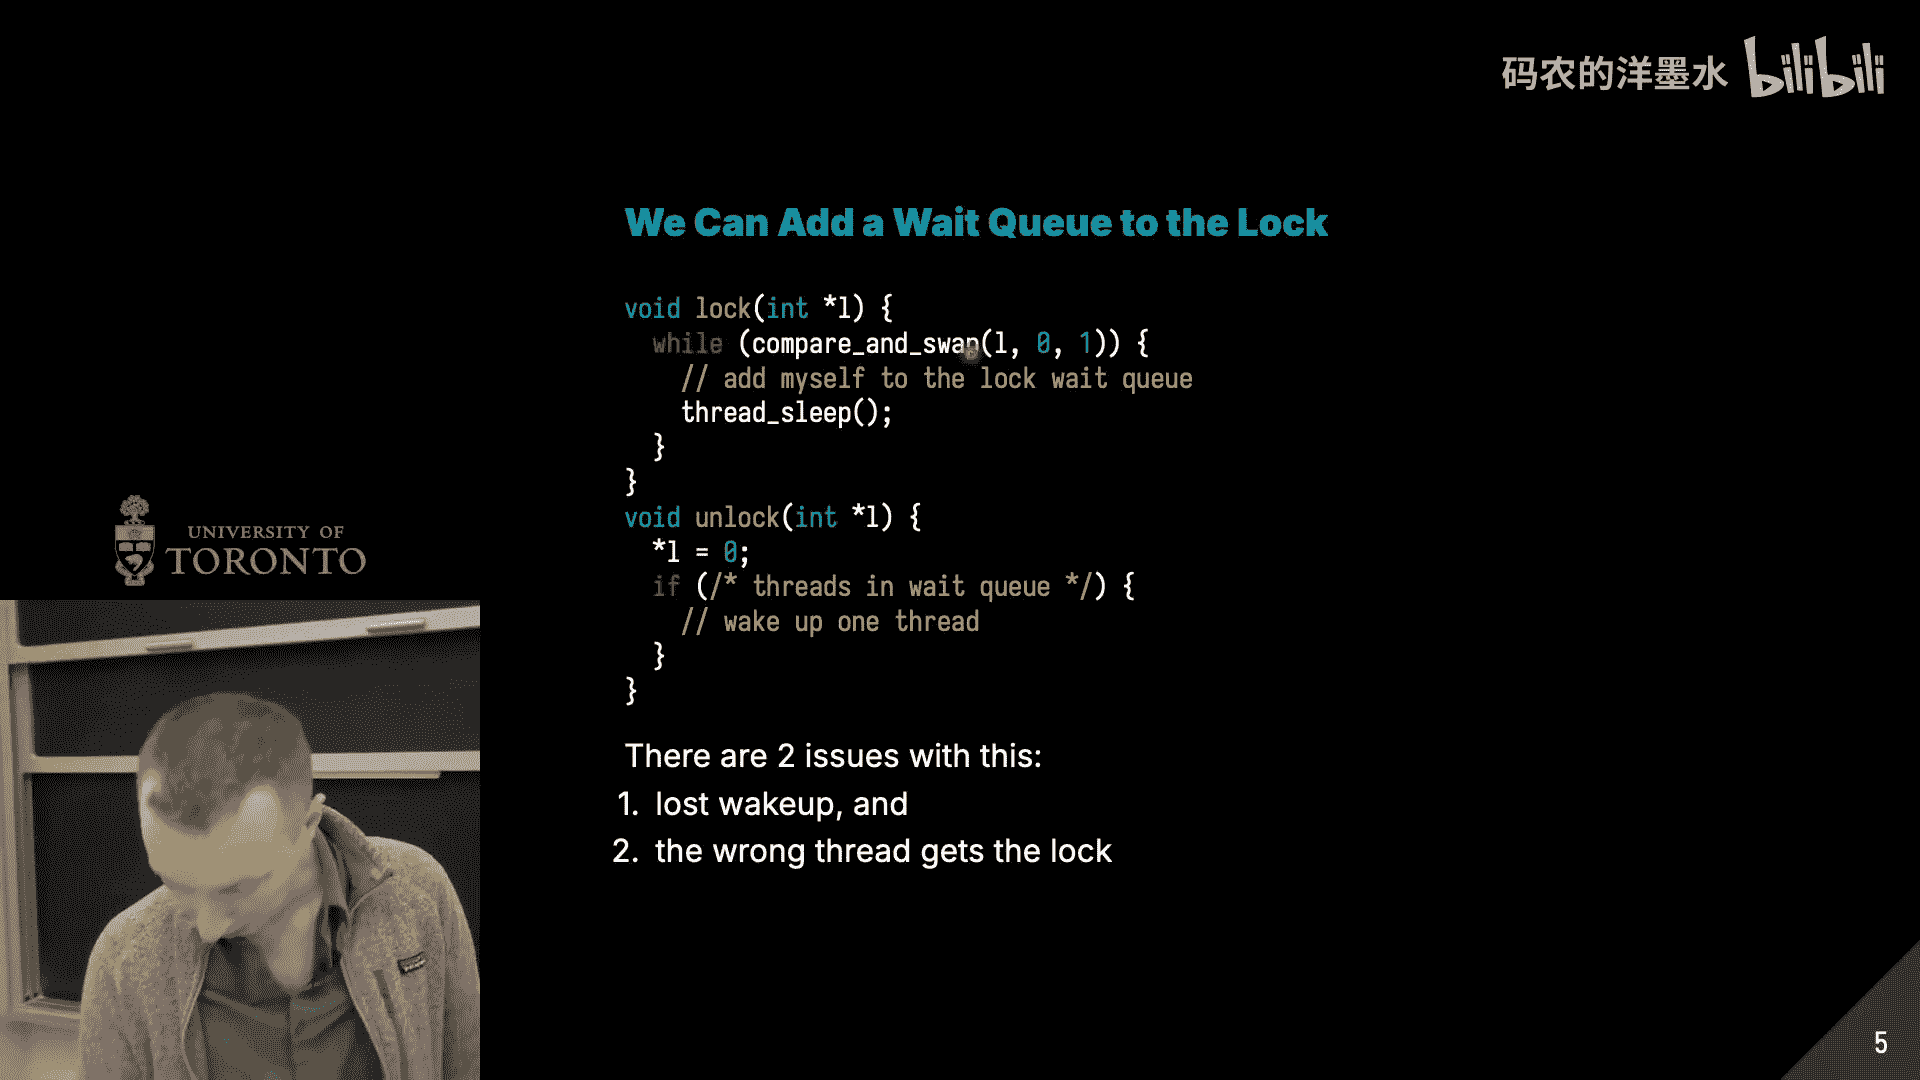 码农的洋墨水 bilibili
We Can Add a Wait Queue to the Lock
void lock(int *l) {
  while (compare_and_swap(l, 0, 1)) {
    // add myself to the lock wait queue
    thread_sleep();
  }
}
void unlock(int *l) {
  *l = 0;
  if (/* threads in wait queue */) {
    // wake up one thread
  }
}
There are 2 issues with this:
1. lost wakeup, and
2. the wrong thread gets the lock
UNIVERSITY OF
TORONTO
5